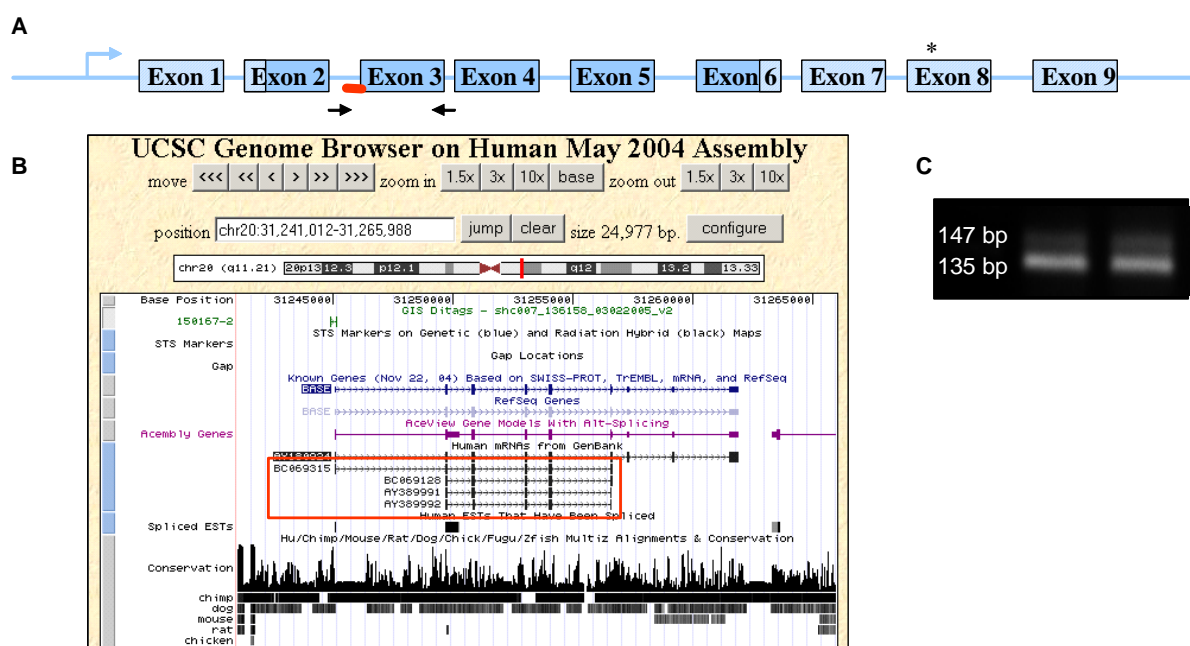 A
*
Exon 1 Exon 2 Exon 3 Exon 4 Exon 5 Exon 6 Exon 7 Exon 8 Exon 9
B
UCSC Genome Browser on Human May 2004 Assembly
move <<< << < > >> >>> zoom in 1.5x 3x 10x base zoom out 1.5x 3x 10x
position chr20:31,241,012-31,265,988 jump clear size 24,977 bp. configure
chr20 (q11.21) 20p13 12.3 p12.1 q12 13.2 13.33
Base Position 31245000 31250000 31255000 31260000 31265000
GIS Ditags - shc007_136158_03022005_v2
150167-2
STS Markers on Genetic (blue) and Radiation Hybrid (black) Maps
STS Markers
Gap Locations
Gap
Known Genes (Nov 22, 04) Based on SWISS-PROT, TrEMBL, mRNA, and RefSeq
BASE
RefSeq Genes
BASE
AceView Gene Models With Alt-Splicing
Acembly Genes
Human mRNAs from GenBank
AY180924
BC069315
BC069128
AY389991
AY389992
Human ESTs That Have Been Spliced
Spliced ESTs
Hu/Chimp/Mouse/Rat/Dog/Chick/Fugu/Zfish Multiz Alignments & Conservation
Conservation
chimp
dog
mouse
rat
chicken
C
147 bp
135 bp